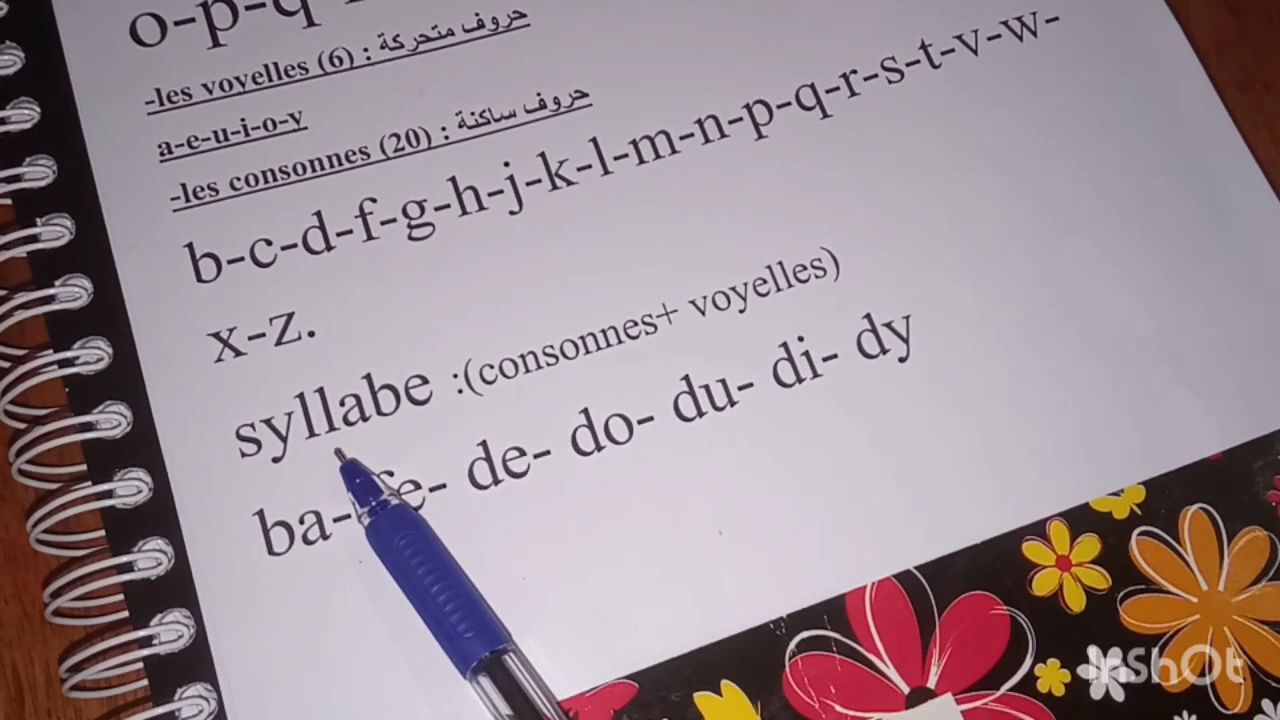 o-p-q
-les voyelles (6) : حروف متحركة
a-e-u-i-o-y
-les consonnes (20) : حروف ساكنة
b-c-d-f-g-h-j-k-l-m-n-p-q-r-s-t-v-w-
x-z.
syllabe :(consonnes+ voyelles)
ba- de- do- du- di- dy
InShOt